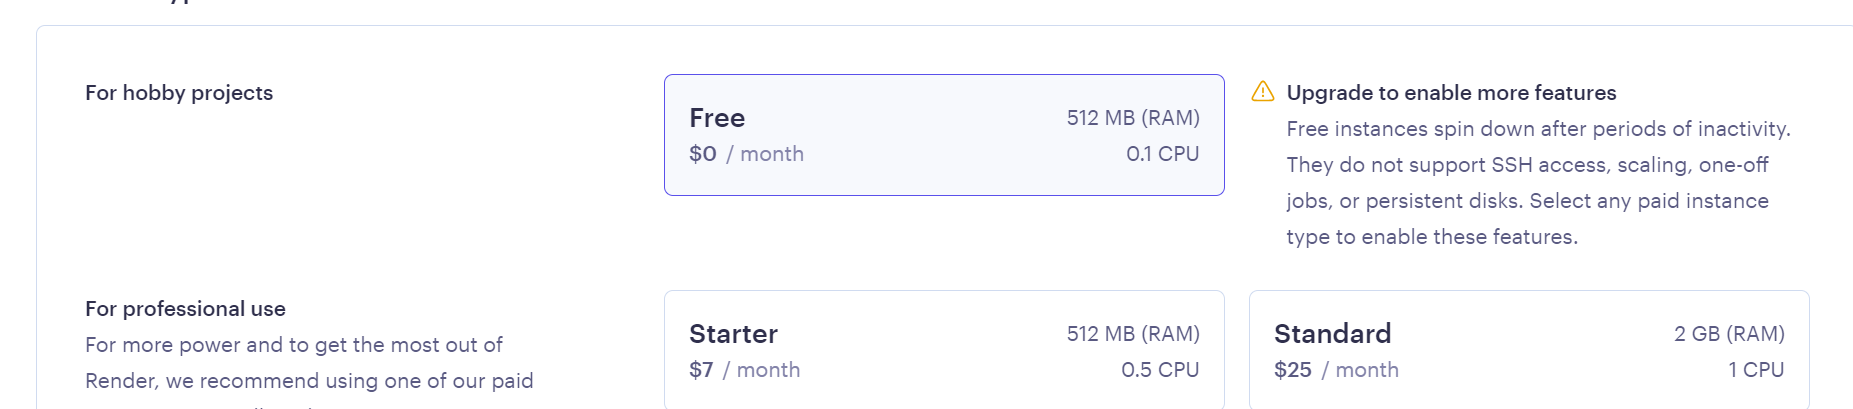 For hobby projects
Free
512 MB (RAM)
$0 / month
0.1 CPU
Upgrade to enable more features
Free instances spin down after periods of inactivity.
They do not support SSH access, scaling, one-off
jobs, or persistent disks. Select any paid instance
type to enable these features.
For professional use
For more power and to get the most out of
Render, we recommend using one of our paid
Starter
512 MB (RAM)
$7 / month
0.5 CPU
Standard
2 GB (RAM)
$25 / month
1 CPU